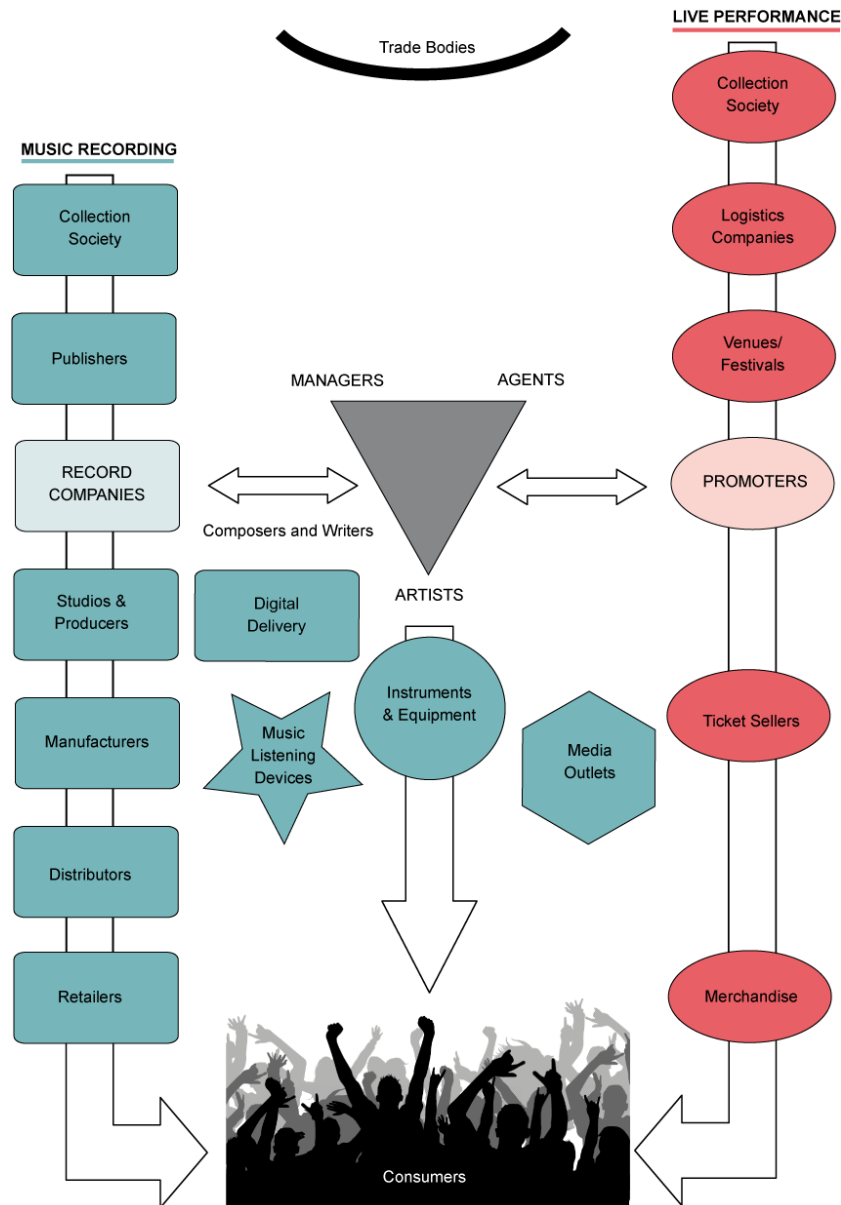 LIVE PERFORMANCE
Trade Bodies
Collection
Society
MUSIC RECORDING
Collection
Society
Logistics
Companies
Publishers
Venues/
Festivals
MANAGERS
AGENTS
RECORD
COMPANIES
PROMOTERS
Composers and Writers
ARTISTS
Studios &
Producers
Digital
Delivery
Instruments
& Equipment
Ticket Sellers
Manufacturers
Music
Listening
Devices
Media
Outlets
Distributors
Retailers
Merchandise
Consumers